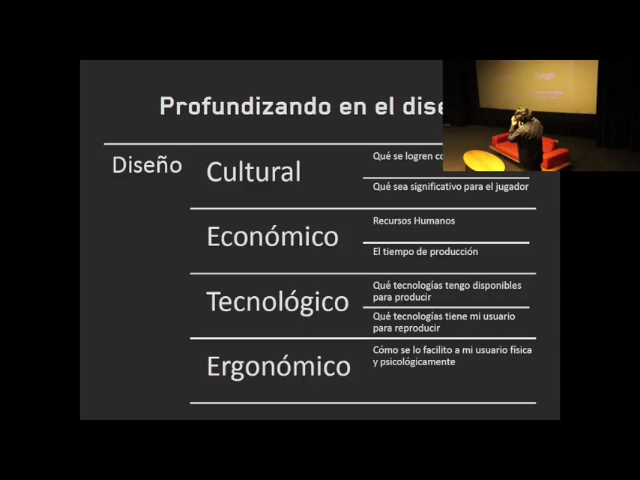 Profundizando en el
Diseño
Cultural
Qué se logren
Qué sea significativo para el jugador
Económico
Recursos Humanos
El tiempo de producción
Tecnológico
Qué tecnologías tengo disponibles
para producir
Qué tecnologías tiene mi usuario
para reproducir
Ergonómico
Cómo se lo facilito a mi usuario física
y psicológicamente